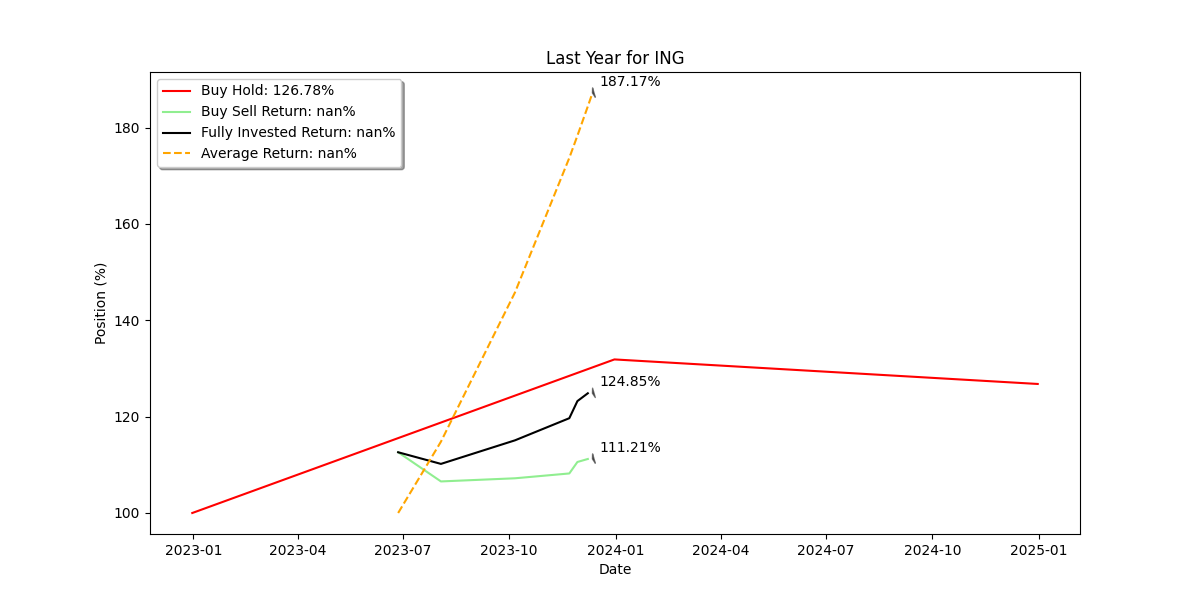 Last Year for ING
Buy Hold: 126.78%
Buy Sell Return: nan%
Fully Invested Return: nan%
Average Return: nan%
187.17%
124.85%
111.21%
Position (%)
180
160
140
120
100
2023-01 2023-04 2023-07 2023-10 2024-01 2024-04 2024-07 2024-10 2025-01
Date